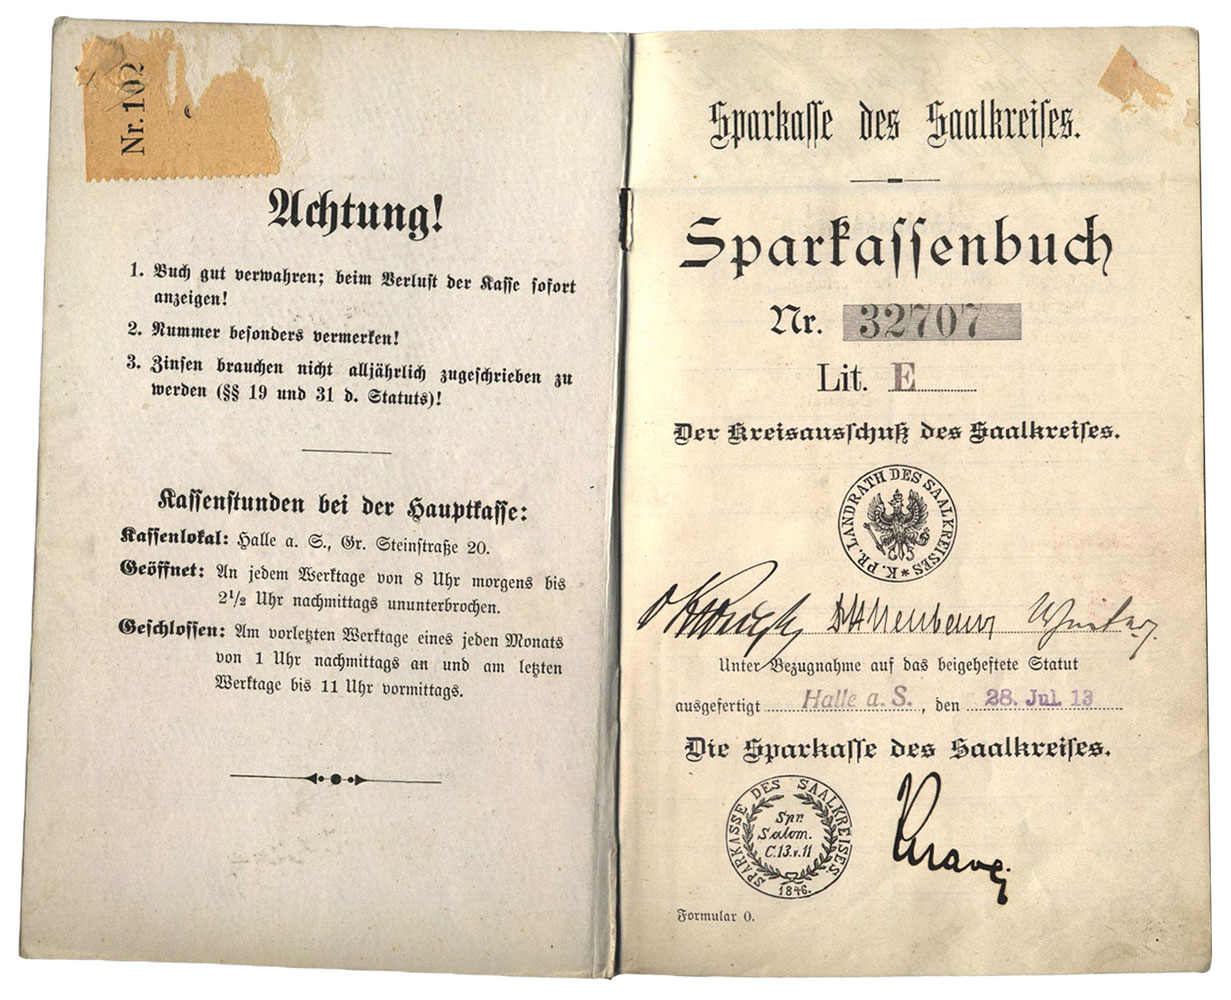 Nr. 102
Achtung!
1. Buch gut verwahren; beim Verlust der Kasse sofort
anzeigen!
2. Nummer besonders vermerken!
3. Zinsen brauchen nicht alljährlich zugeschrieben zu
werden (§§ 19 und 31 d. Statuts)!
Kassenstunden bei der Hauptkasse:
Kassenlokal: Halle a. S., Gr. Steinstraße 20.
Geöffnet: An jedem Werktage von 8 Uhr morgens bis
2½ Uhr nachmittags ununterbrochen.
Geschlossen: Am vorletzten Werktage eines jeden Monats
von 1 Uhr nachmittags an und am letzten
Werktage bis 11 Uhr vormittags.
Sparkasse des Saalkreises.
Sparkassenbuch
Nr. 32707
Lit. E
Der Kreisausschuß des Saalkreises.
K. PR. LANDRATH DES SAALKREISES *
Unter Bezugnahme auf das beigeheftete Statut
ausgefertigt Halle a. S., den 28. Jul. 13
Die Sparkasse des Saalkreises.
SPARKASSE DES SAALKREISES
Spr.
Salom.
C.13.v.11
1846.
Formular O.